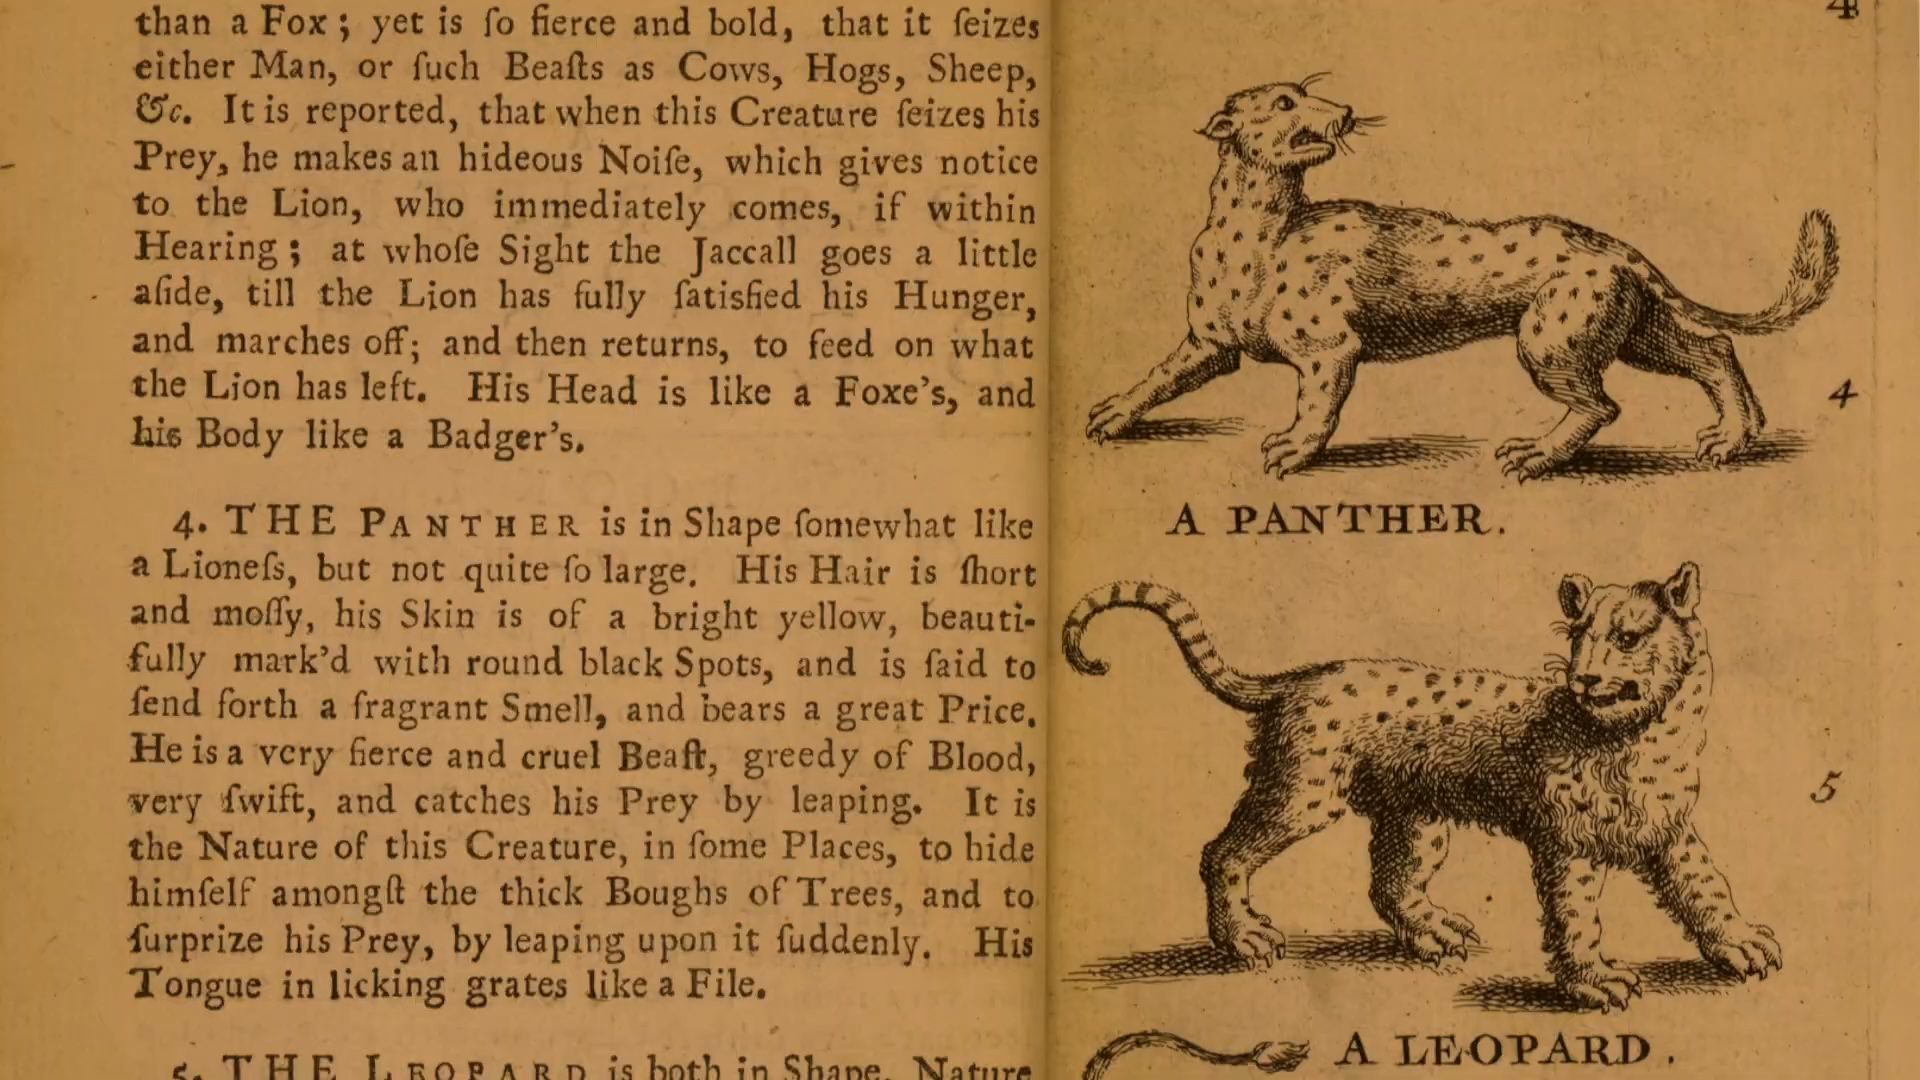 than a Fox; yet is ſo fierce and bold, that it ſeizes
either Man, or ſuch Beaſts as Cows, Hogs, Sheep,
&c. It is reported, that when this Creature ſeizes his
Prey, he makes an hideous Noiſe, which gives notice
to the Lion, who immediately comes, if within
Hearing; at whoſe Sight the Jaccall goes a little
aſide, till the Lion has fully ſatisfied his Hunger,
and marches off; and then returns, to feed on what
the Lion has left. His Head is like a Foxe's, and
his Body like a Badger's.
4. THE PANTHER is in Shape ſomewhat like
a Lioneſs, but not quite ſo large. His Hair is ſhort
and moſſy, his Skin is of a bright yellow, beauti-
fully mark'd with round black Spots, and is ſaid to
ſend forth a fragrant Smell, and bears a great Price.
He is a very fierce and cruel Beaſt, greedy of Blood,
very ſwift, and catches his Prey by leaping. It is
the Nature of this Creature, in ſome Places, to hide
himſelf amongſt the thick Boughs of Trees, and to
ſurprize his Prey, by leaping upon it ſuddenly. His
Tongue in licking grates like a File.
5. THE LEOPARD is both in Shape, Nature
4
4
A PANTHER.
5
A LEOPARD.